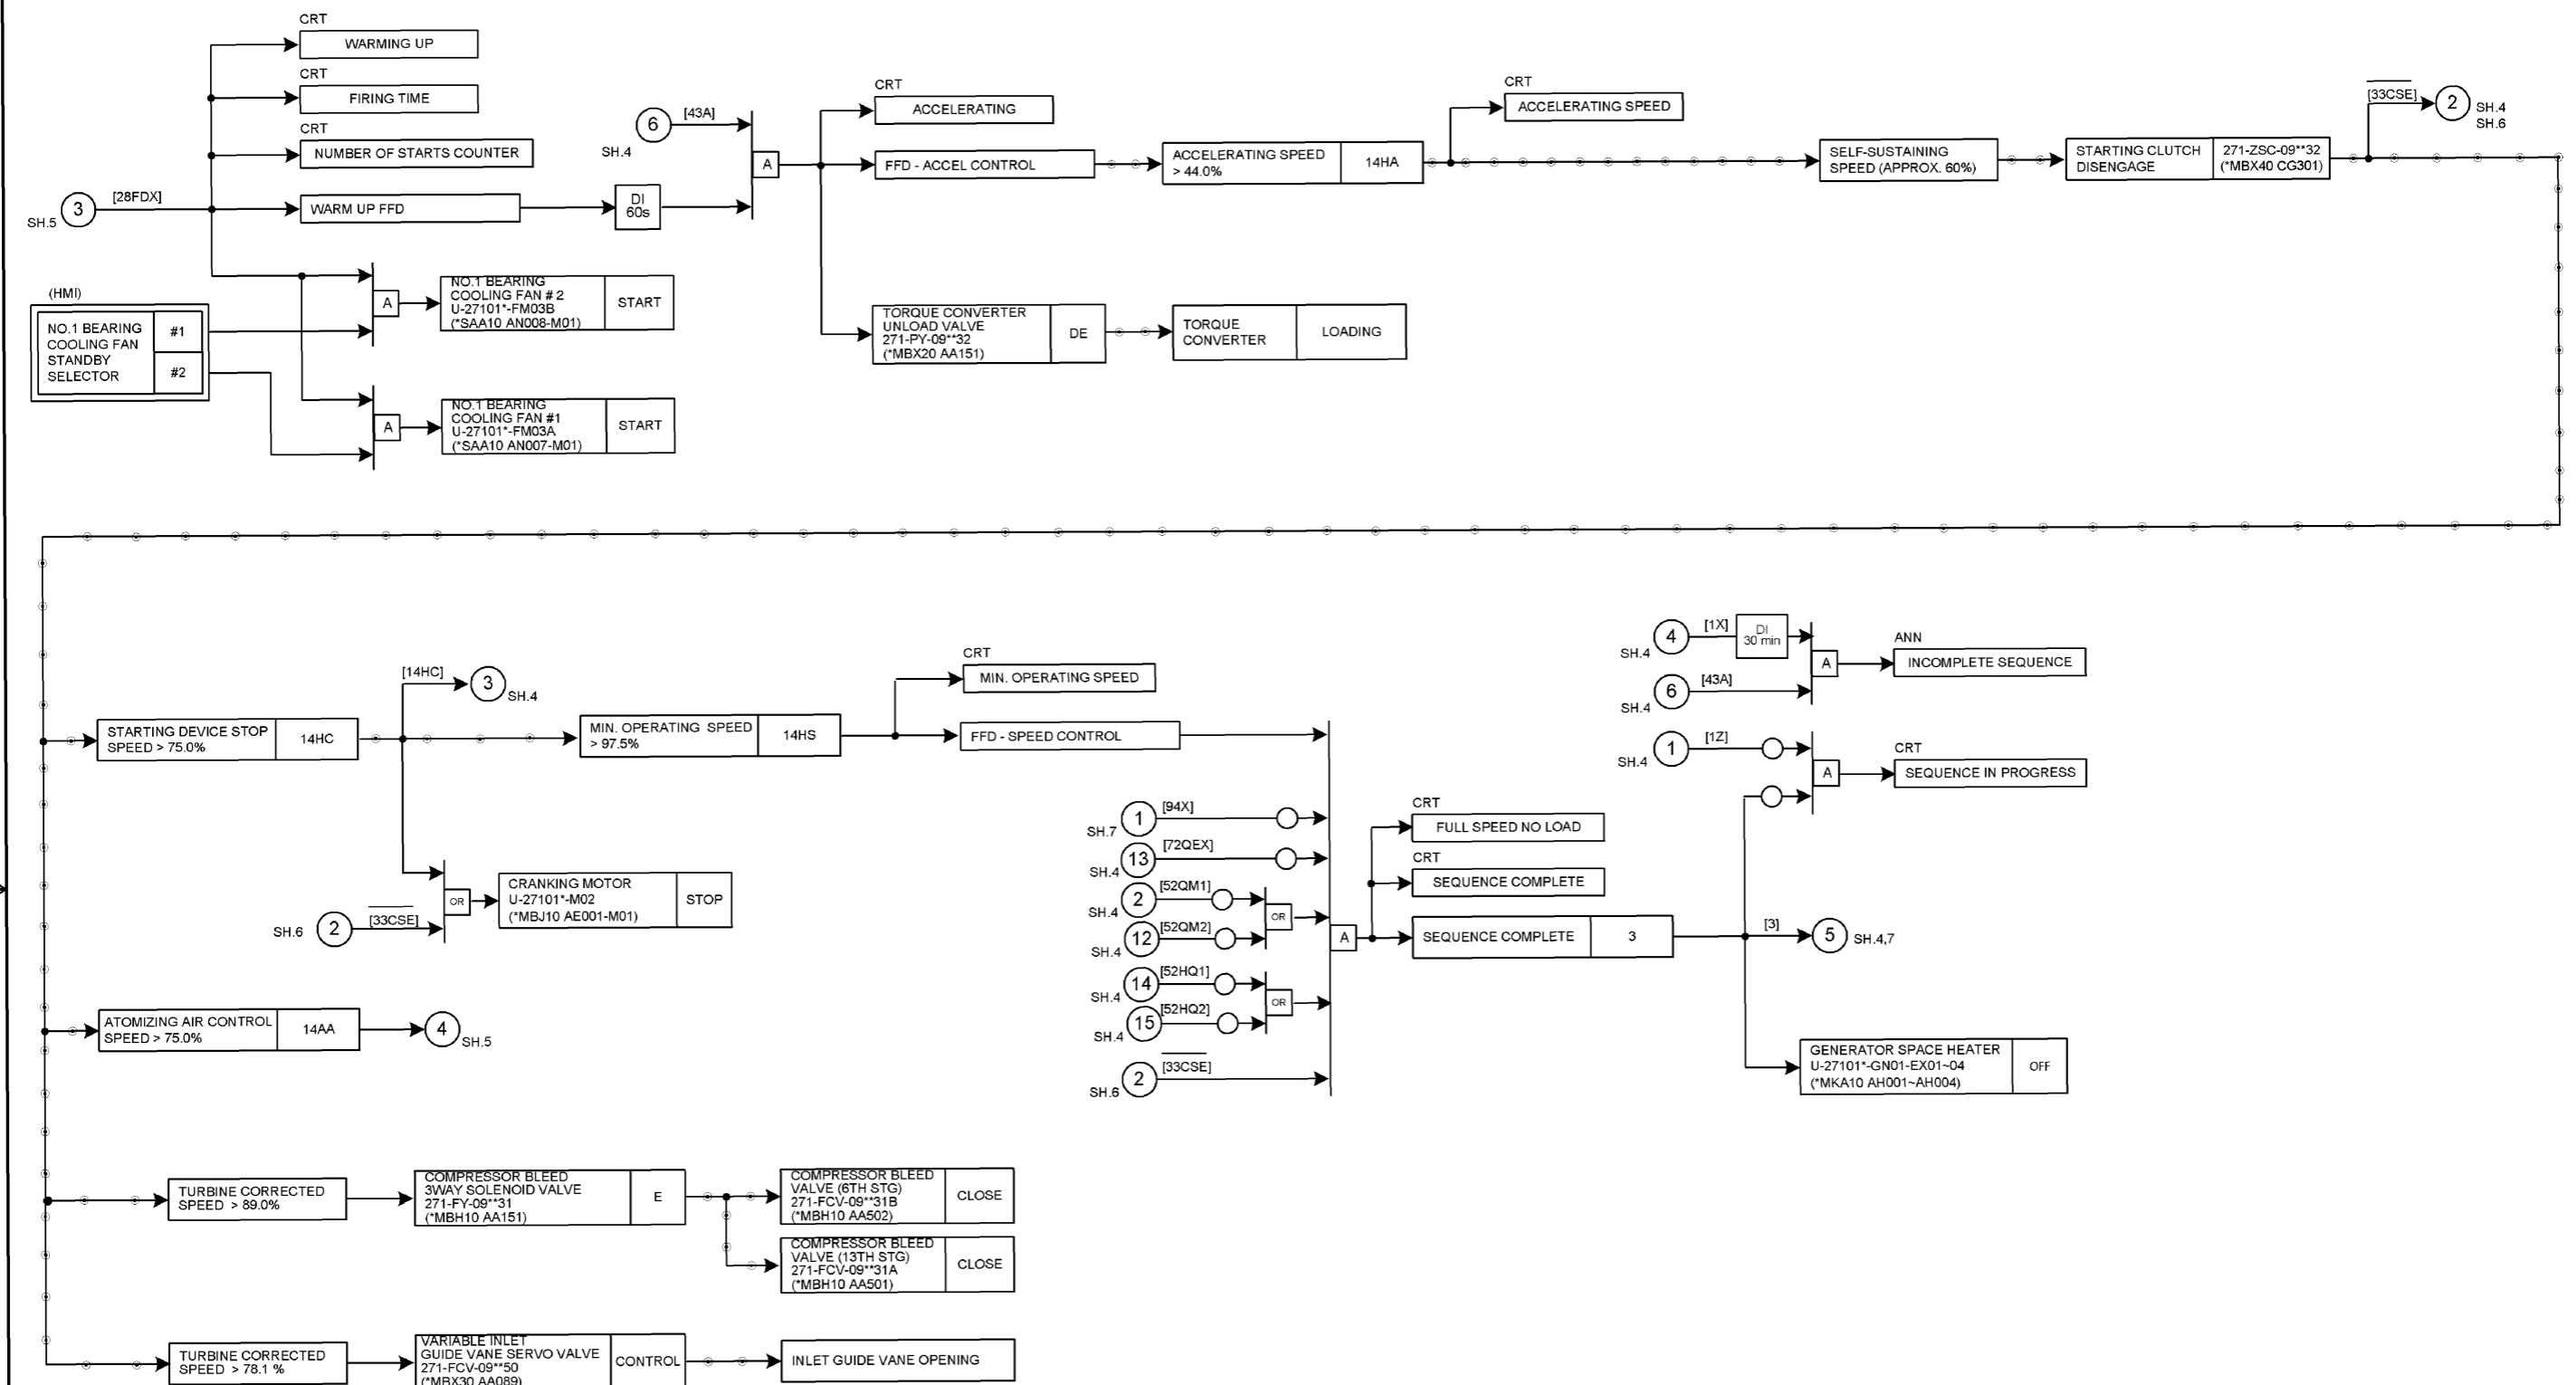 CRT
WARMING UP
CRT
FIRING TIME
CRT
NUMBER OF STARTS COUNTER
3
SH.5
[28FDX]
WARM UP FFD
DI
60s
6
SH.4
[43A]
A
CRT
ACCELERATING
FFD - ACCEL CONTROL
ACCELERATING SPEED
> 44.0%
14HA
CRT
ACCELERATING SPEED
SELF-SUSTAINING
SPEED (APPROX. 60%)
STARTING CLUTCH
DISENGAGE
271-ZSC-09**32
(*MBX40 CG301)
[33CSE]
2
SH.4
SH.6
(HMI)
NO.1 BEARING
COOLING FAN
STANDBY
SELECTOR
#1
#2
A
NO.1 BEARING
COOLING FAN # 2
U-27101*-FM03B
(*SAA10 AN008-M01)
START
A
NO.1 BEARING
COOLING FAN #1
U-27101*-FM03A
(*SAA10 AN007-M01)
START
TORQUE CONVERTER
UNLOAD VALVE
271-PY-09**32
(*MBX20 AA151)
DE
TORQUE
CONVERTER
LOADING
STARTING DEVICE STOP
SPEED > 75.0%
14HC
[14HC]
3
SH.4
MIN. OPERATING SPEED
> 97.5%
14HS
CRT
MIN. OPERATING SPEED
FFD - SPEED CONTROL
SH.6
2
[33CSE]
OR
CRANKING MOTOR
U-27101*-M02
(*MBJ10 AE001-M01)
STOP
ATOMIZING AIR CONTROL
SPEED > 75.0%
14AA
4
SH.5
SH.7
1
[94X]
SH.4
13
[72QEX]
SH.4
2
[52QM1]
SH.4
12
[52QM2]
OR
SH.4
14
[52HQ1]
SH.4
15
[52HQ2]
OR
SH.6
2
[33CSE]
A
CRT
FULL SPEED NO LOAD
CRT
SEQUENCE COMPLETE
SEQUENCE COMPLETE
3
[3]
5
SH.4,7
SH.4
4
[1X]
DI
30 min
SH.4
6
[43A]
A
ANN
INCOMPLETE SEQUENCE
SH.4
1
[1Z]
A
CRT
SEQUENCE IN PROGRESS
GENERATOR SPACE HEATER
U-27101*-GN01-EX01~04
(*MKA10 AH001~AH004)
OFF
TURBINE CORRECTED
SPEED > 89.0%
COMPRESSOR BLEED
3WAY SOLENOID VALVE
271-FY-09**31
(*MBH10 AA151)
E
COMPRESSOR BLEED
VALVE (6TH STG)
271-FCV-09**31B
(*MBH10 AA502)
CLOSE
COMPRESSOR BLEED
VALVE (13TH STG)
271-FCV-09**31A
(*MBH10 AA501)
CLOSE
TURBINE CORRECTED
SPEED > 78.1 %
VARIABLE INLET
GUIDE VANE SERVO VALVE
271-FCV-09**50
(*MBX30 AA089)
CONTROL
INLET GUIDE VANE OPENING